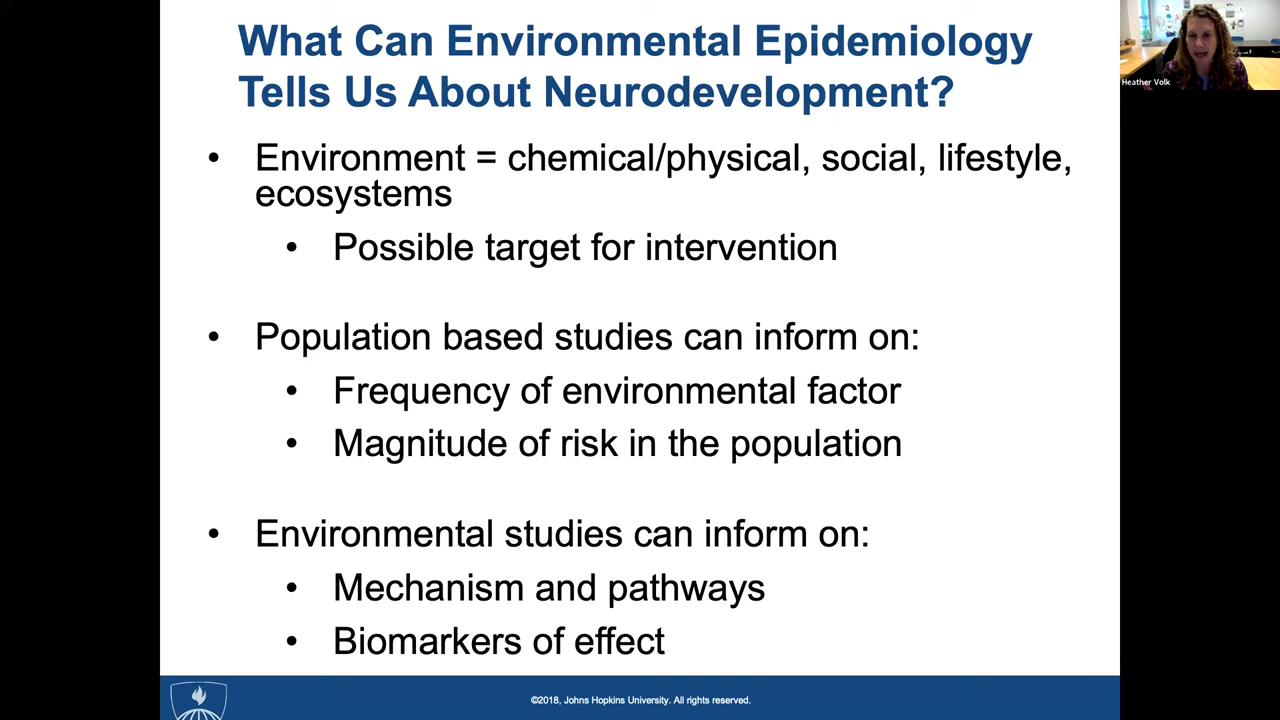 What Can Environmental Epidemiology
Tells Us About Neurodevelopment?
• Environment = chemical/physical, social, lifestyle,
ecosystems
• Possible target for intervention
• Population based studies can inform on:
• Frequency of environmental factor
• Magnitude of risk in the population
• Environmental studies can inform on:
• Mechanism and pathways
• Biomarkers of effect
©2018, Johns Hopkins University. All rights reserved.
Heather Volk